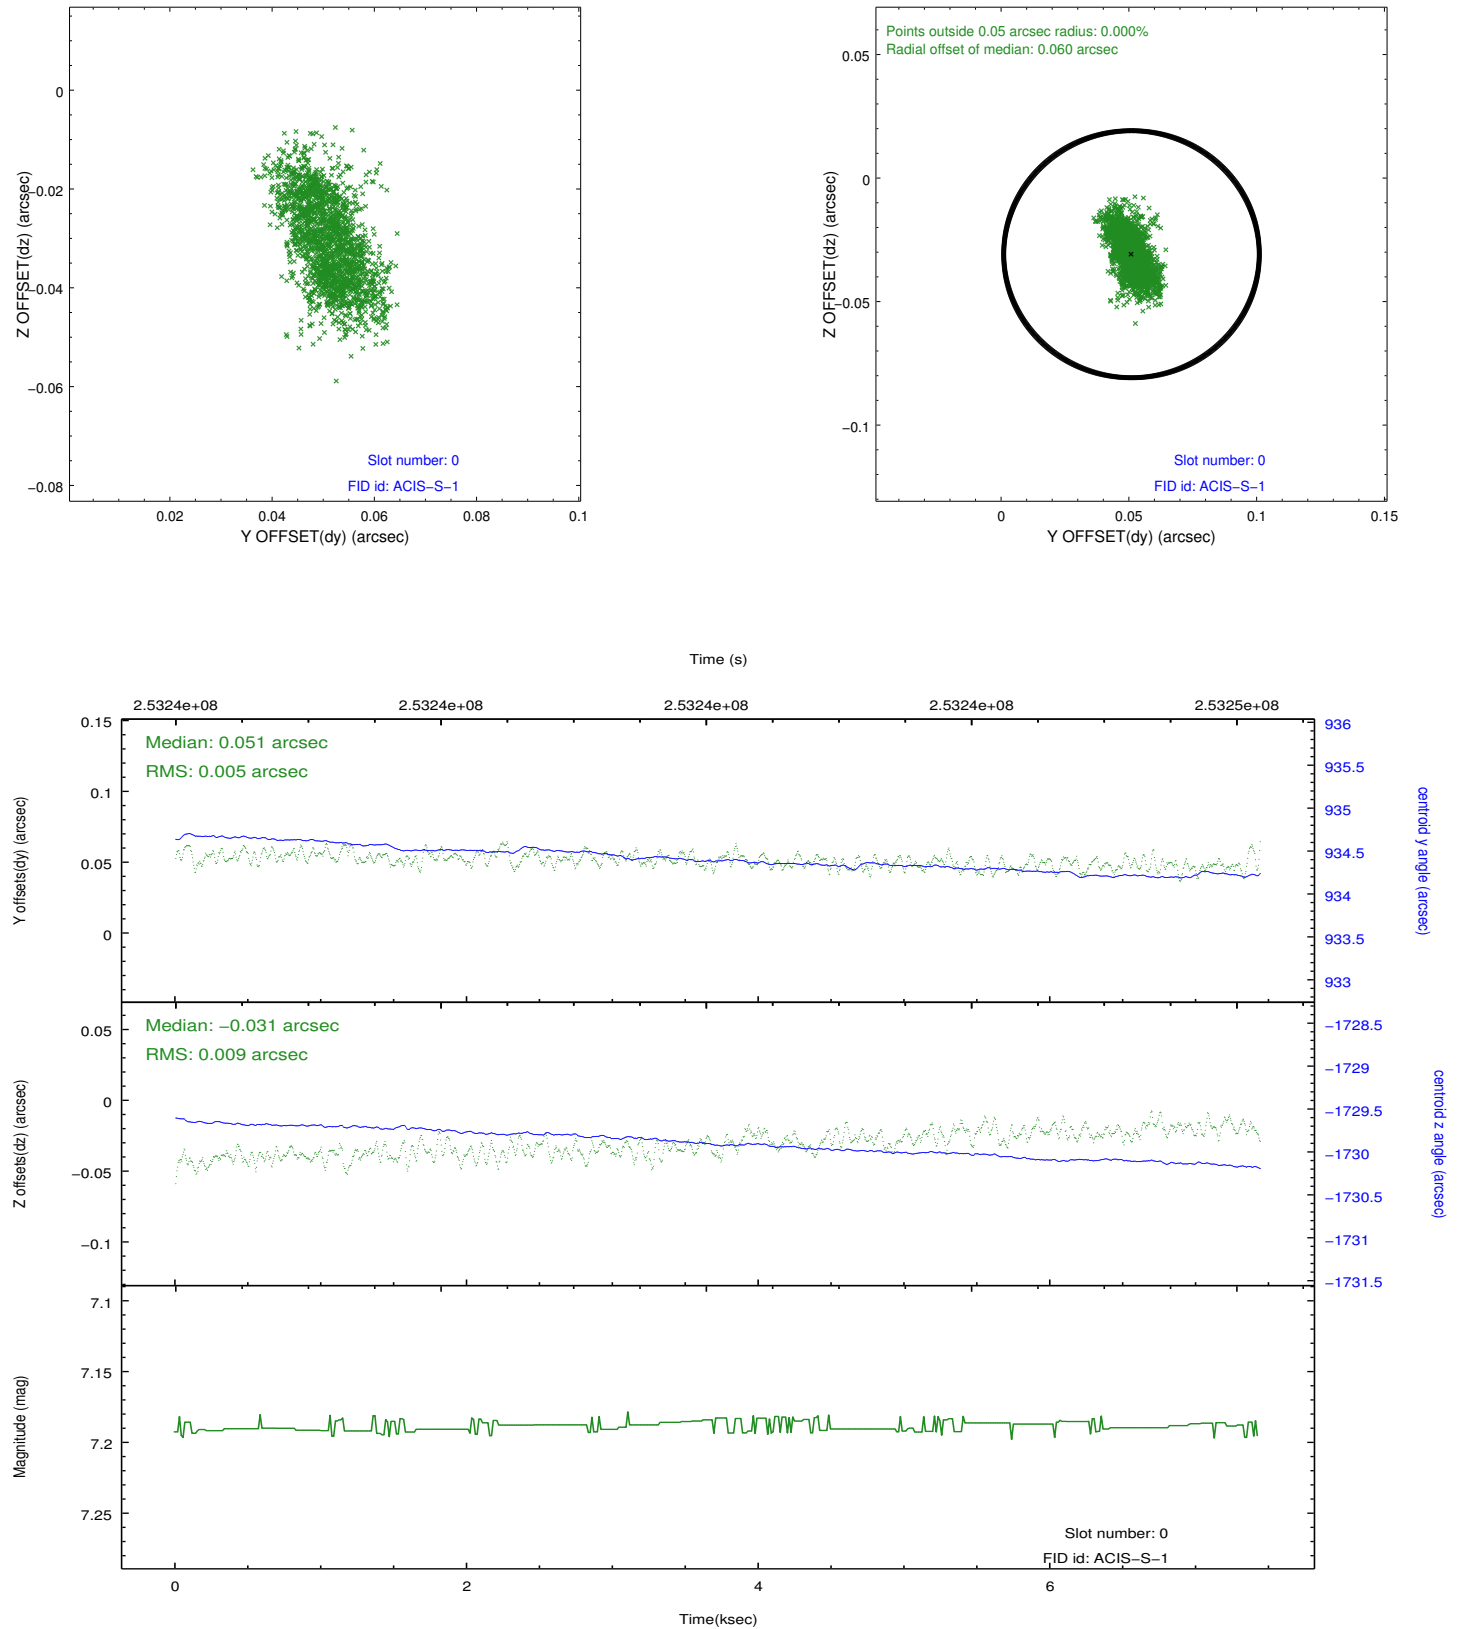 0
−0.02
−0.04
−0.06
−0.08
Z OFFSET(dz) (arcsec)
Slot number: 0
FID id: ACIS−S−1
0.02 0.04 0.06 0.08 0.1
Y OFFSET(dy) (arcsec)
Points outside 0.05 arcsec radius: 0.000%
Radial offset of median: 0.060 arcsec
0.05
0
−0.05
−0.1
Z OFFSET(dz) (arcsec)
Slot number: 0
FID id: ACIS−S−1
0 0.05 0.1 0.15
Y OFFSET(dy) (arcsec)
Time (s)
2.5324e+08 2.5324e+08 2.5324e+08 2.5324e+08 2.5325e+08
Median: 0.051 arcsec
RMS: 0.005 arcsec
0.15
0.1
0.05
0
Y offsets(dy) (arcsec)
936
935.5
935
934.5
934
933.5
933
centroid y angle (arcsec)
Median: −0.031 arcsec
RMS: 0.009 arcsec
0.05
0
−0.05
−0.1
Z offsets(dz) (arcsec)
−1728.5
−1729
−1729.5
−1730
−1730.5
−1731
−1731.5
centroid z angle (arcsec)
7.1
7.15
7.2
7.25
Magnitude (mag)
Slot number: 0
FID id: ACIS−S−1
0 2 4 6
Time(ksec)